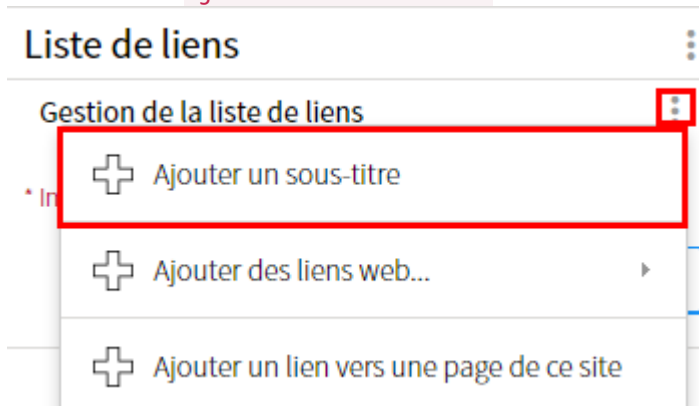 Liste de liens
Gestion de la liste de liens
Ajouter un sous-titre
* In
Ajouter des liens web...
Ajouter un lien vers une page de ce site